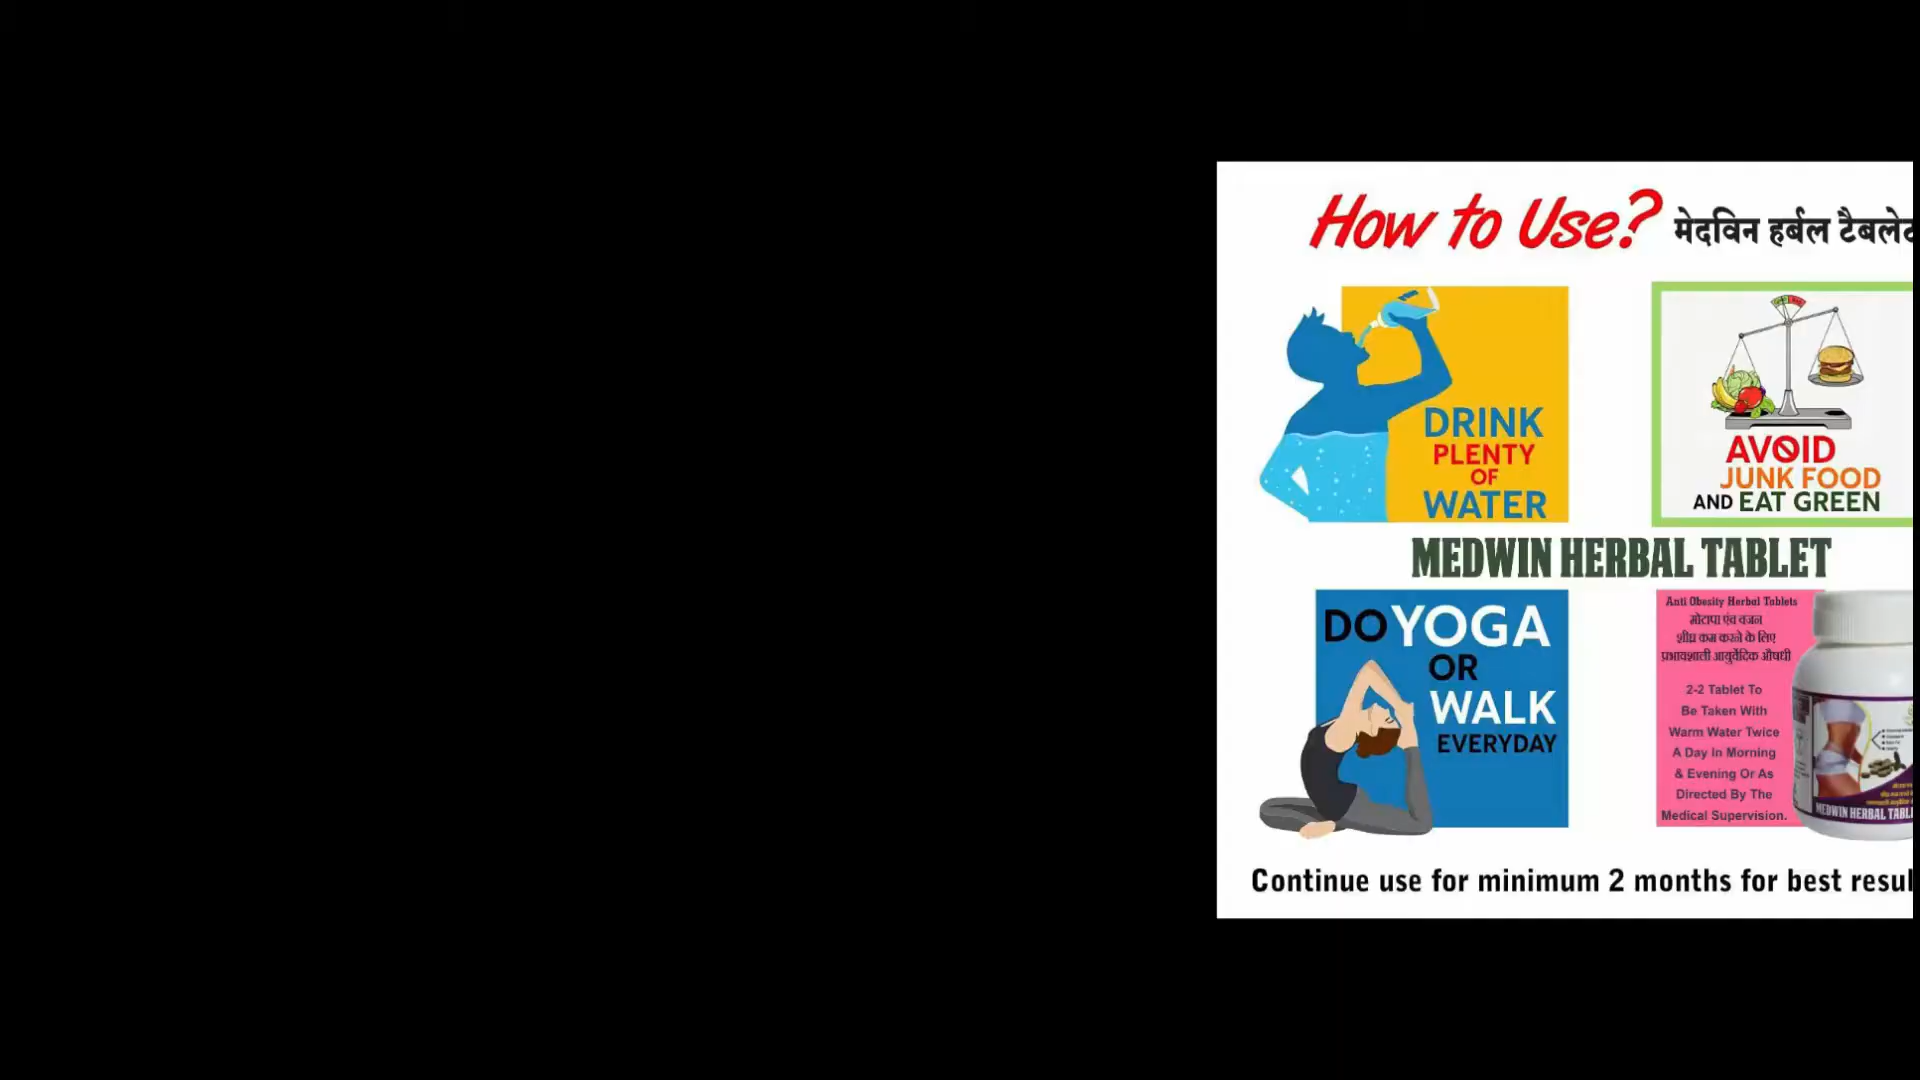 How to Use? मेदविन हर्बल टैबलेट
DRINK
PLENTY
OF
WATER
AVOID
JUNK FOOD
AND EAT GREEN
MEDWIN HERBAL TABLET
DO YOGA
OR
WALK
EVERYDAY
Anti Obesity Herbal Tablets
मोटापा एंव वजन
शीघ्र कम करने के लिए
प्रभावशाली आयुर्वेदिक औषधी
2-2 Tablet To
Be Taken With
Warm Water Twice
A Day In Morning
& Evening Or As
Directed By The
Medical Supervision.
MEDWIN HERBAL TABL
Continue use for minimum 2 months for best resul